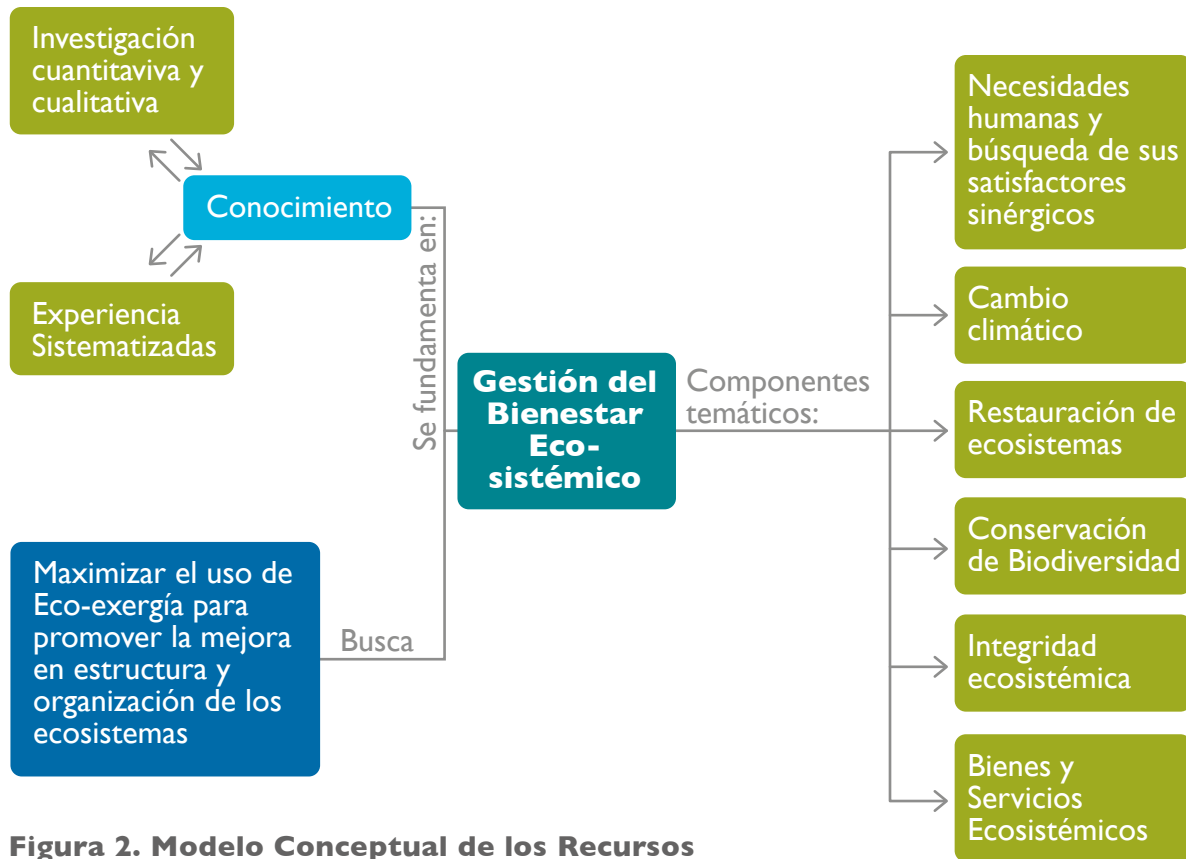 Investigación
cuantitaviva y
cualitativa
Conocimiento
Experiencia
Sistematizadas
Se fundamenta en:
Maximizar el uso de
Eco-exergía para
promover la mejora
en estructura y
organización de los
ecosistemas
Busca
Gestión del
Bienestar
Eco-
sistémico
Componentes
temáticos:
Necesidades
humanas y
búsqueda de sus
satisfactores
sinérgicos
Cambio
climático
Restauración de
ecosistemas
Conservación
de Biodiversidad
Integridad
ecosistémica
Bienes y
Servicios
Ecosistémicos
Figura 2. Modelo Conceptual de los Recursos